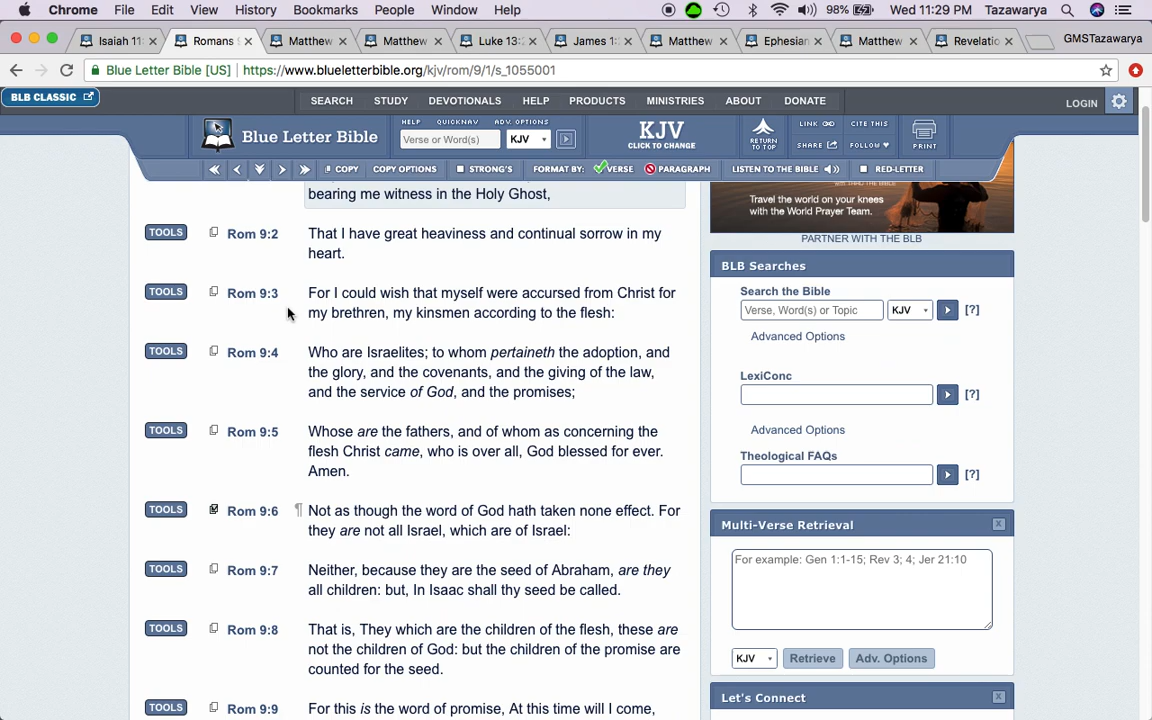 Chrome File Edit View History Bookmarks People Window Help 98% Wed 11:29 PM Tazawarya
Isaiah 11: Romans 9 Matthew Matthew Luke 13:2 James 1: Matthew Ephesian Matthew Revelatio GMSTazawarya
Blue Letter Bible [US] https://www.blueletterbible.org/kjv/rom/9/1/s_1055001
BLB CLASSIC SEARCH STUDY DEVOTIONALS HELP PRODUCTS MINISTRIES ABOUT DONATE LOGIN
HELP QUICKNAV ADV. OPTIONS
Blue Letter Bible Verse or Word(s) KJV
KJV
CLICK TO CHANGE
RETURN
TO TOP
LINK CITE THIS
SHARE FOLLOW
PRINT
COPY COPY OPTIONS STRONG'S FORMAT BY: VERSE PARAGRAPH LISTEN TO THE BIBLE RED-LETTER
bearing me witness in the Holy Ghost,
TOOLS Rom 9:2 That I have great heaviness and continual sorrow in my
heart.
TOOLS Rom 9:3 For I could wish that myself were accursed from Christ for
my brethren, my kinsmen according to the flesh:
TOOLS Rom 9:4 Who are Israelites; to whom pertaineth the adoption, and
the glory, and the covenants, and the giving of the law,
and the service of God, and the promises;
TOOLS Rom 9:5 Whose are the fathers, and of whom as concerning the
flesh Christ came, who is over all, God blessed for ever.
Amen.
TOOLS Rom 9:6 ¶ Not as though the word of God hath taken none effect. For
they are not all Israel, which are of Israel:
TOOLS Rom 9:7 Neither, because they are the seed of Abraham, are they
all children: but, In Isaac shall thy seed be called.
TOOLS Rom 9:8 That is, They which are the children of the flesh, these are
not the children of God: but the children of the promise are
counted for the seed.
Rom 9:9 For this is the word of promise, At this time will I come,
Travel the world on your knees
with the World Prayer Team.
PARTNER WITH THE BLB
BLB Searches
Search the Bible
Verse, Word(s) or Topic KJV [?]
Advanced Options
LexiConc
[?]
Advanced Options
Theological FAQs
[?]
Multi-Verse Retrieval X
For example: Gen 1:1-15; Rev 3; 4; Jer 21:10
KJV Retrieve Adv. Options
Let's Connect X